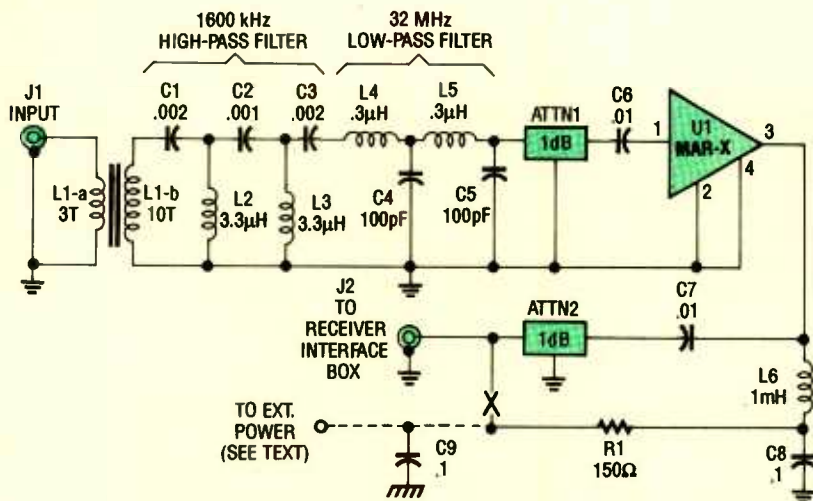 1600 kHz
HIGH-PASS FILTER
32 MHz
LOW-PASS FILTER
J1
INPUT
C1
.002
C2
.001
C3
.002
L4
.3µH
L5
.3µH
ATTN1
1dB
C6
.01
1
U1
MAR-X
3
2
4
L1-a
3T
L1-b
10T
L2
3.3µH
L3
3.3µH
C4
100pF
C5
100pF
J2
TO
RECEIVER
INTERFACE
BOX
ATTN2
1dB
C7
.01
L6
1mH
TO EXT.
POWER
(SEE TEXT)
C9
.1
R1
150Ω
C8
.1